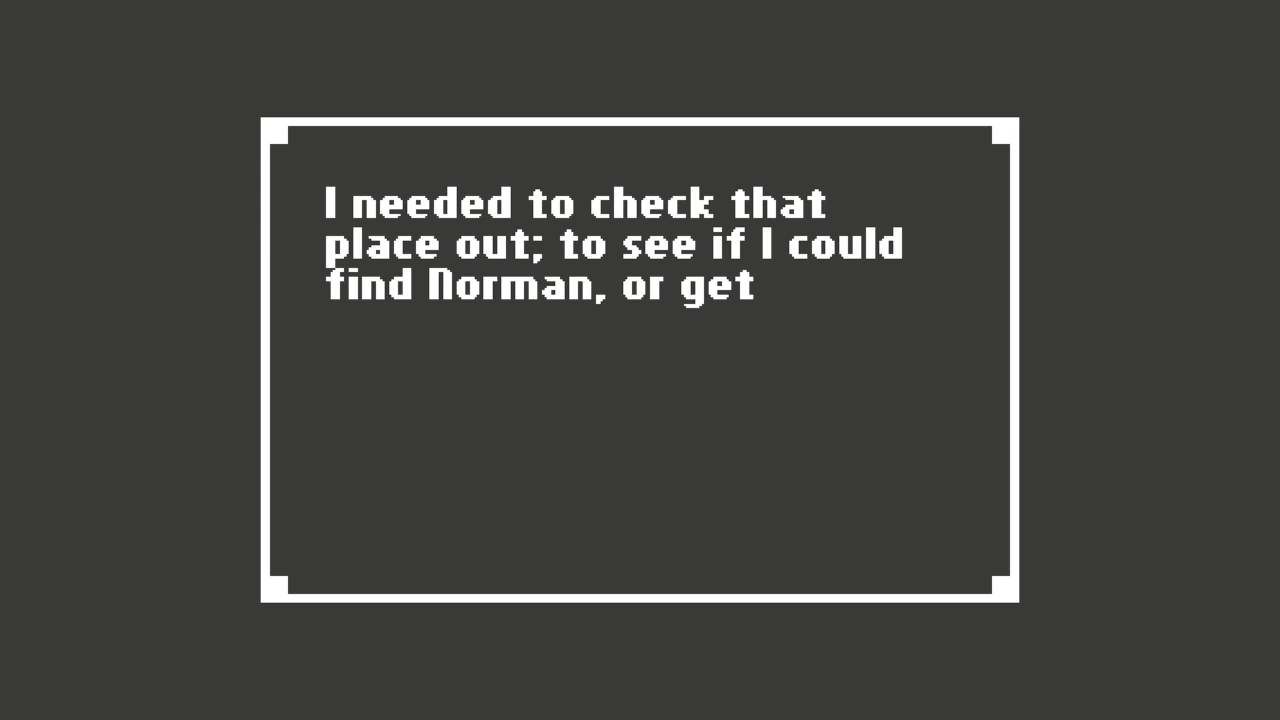 I needed to check that
place out; to see if I could
find Norman, or get